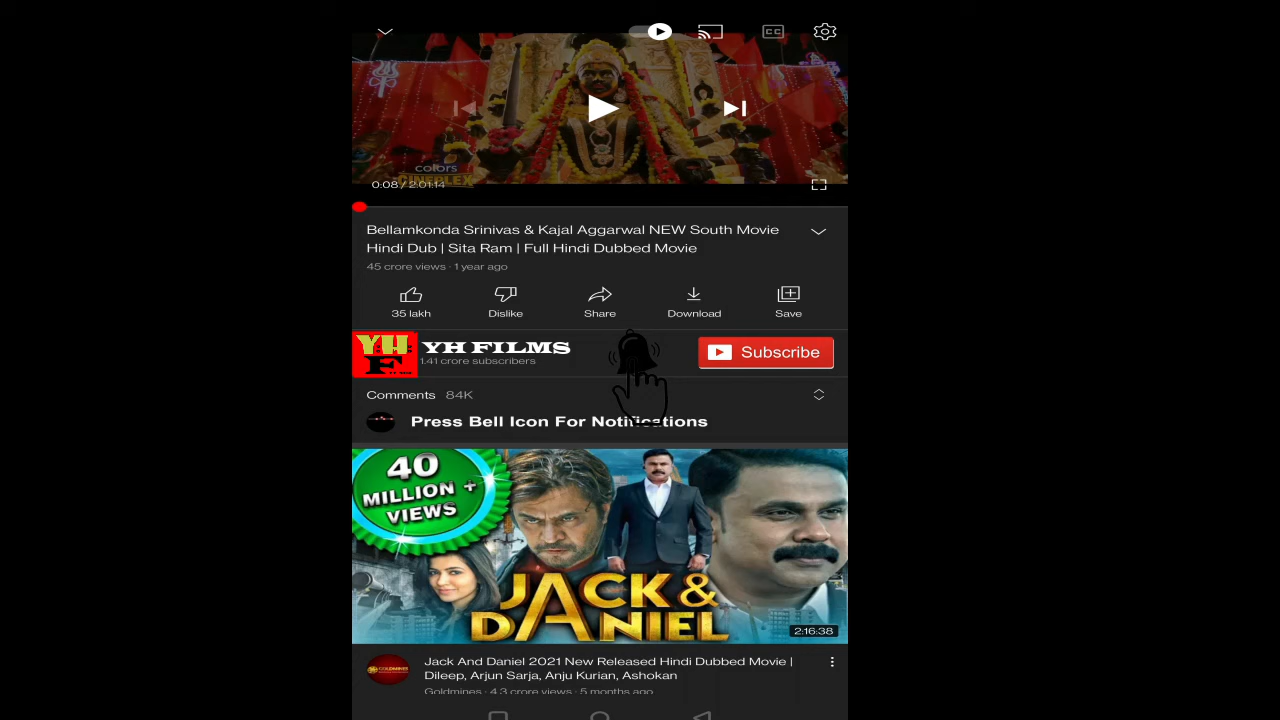 CC
colors
CINEPLEX
0:08 / 2:01:14
Bellamkonda Srinivas & Kajal Aggarwal NEW South Movie
Hindi Dub | Sita Ram | Full Hindi Dubbed Movie
45 crore views · 1 year ago
35 lakh Dislike Share Download Save
YH FILMS
1.41 crore subscribers
Subscribe
Comments 84K
Press Bell Icon For Notifications
40
MILLION +
VIEWS
JACK &
DANIEL
2:16:38
GOLDMINES
Jack And Daniel 2021 New Released Hindi Dubbed Movie |
Dileep, Arjun Sarja, Anju Kurian, Ashokan
Goldmines · 4.3 crore views · 5 months ago